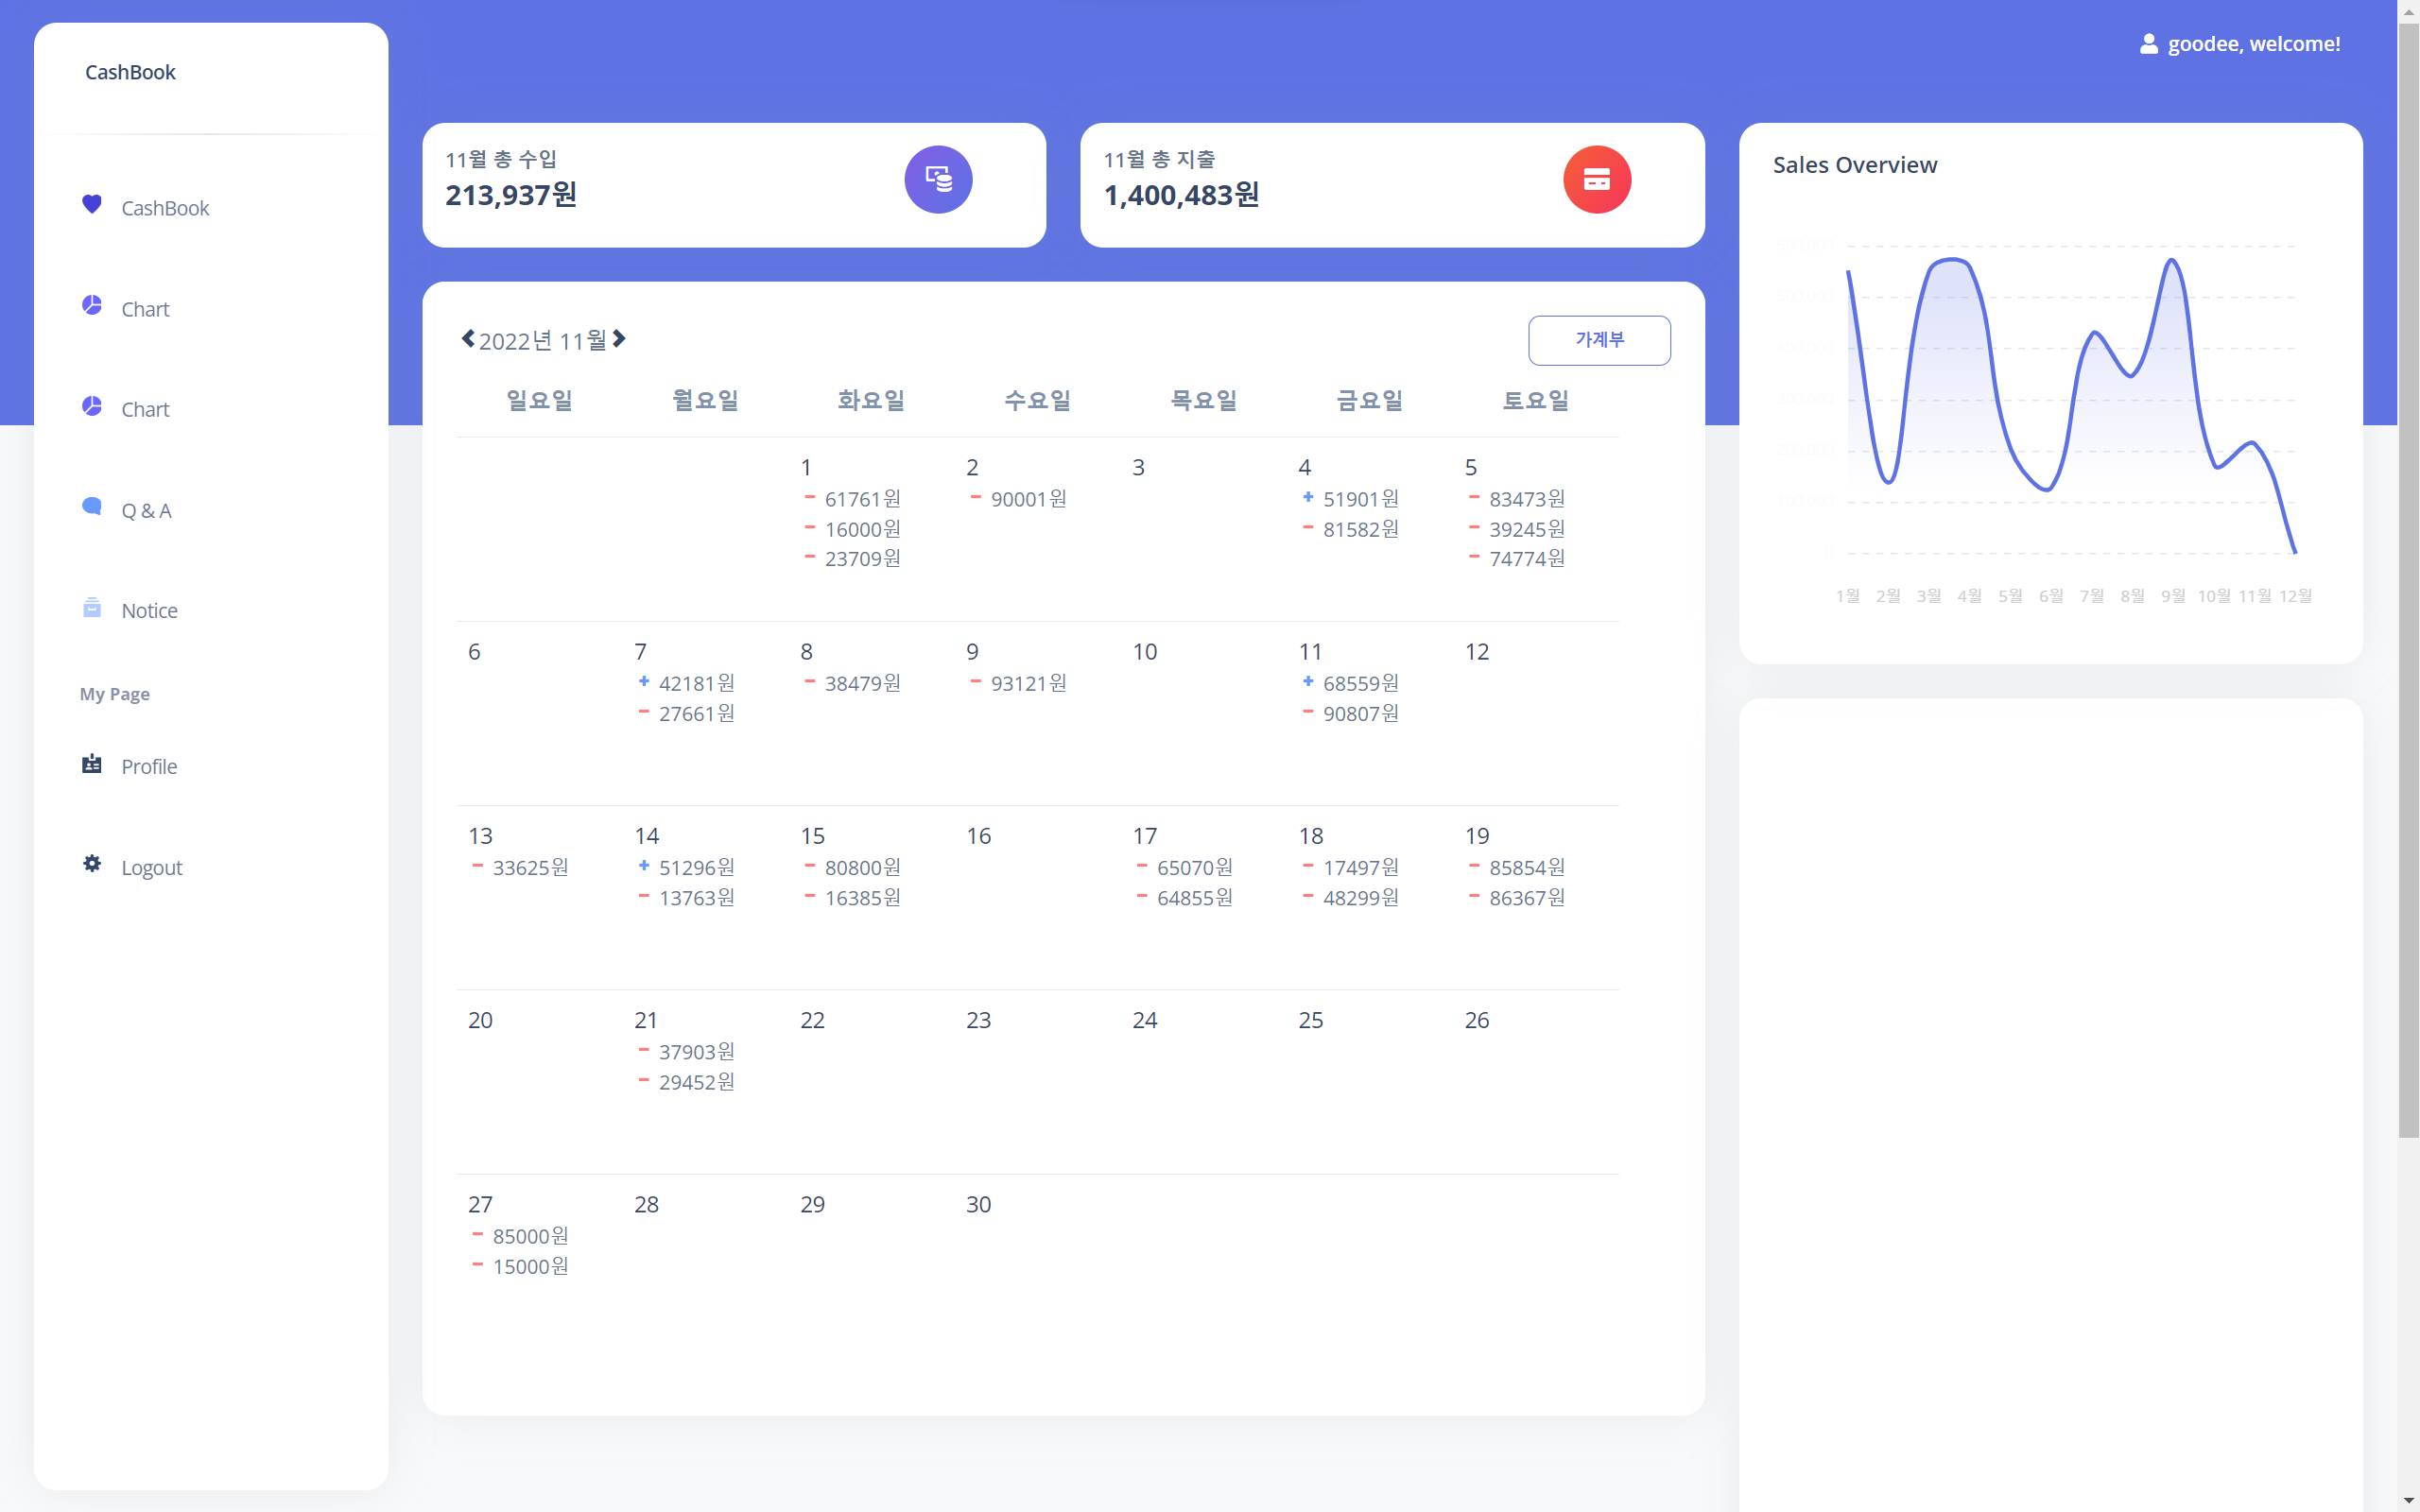 CashBook
CashBook
Chart
Chart
Q & A
Notice
My Page
Profile
Logout
goodee, welcome!
11월 총 수입
213,937원
11월 총 지출
1,400,483원
2022년 11월
가계부
일요일 월요일 화요일 수요일 목요일 금요일 토요일
1 2 3 4 5
- 61761원 - 90001원 + 51901원 - 83473원
- 16000원 - 81582원 - 39245원
- 23709원 - 74774원
6 7 8 9 10 11 12
+ 42181원 - 38479원 - 93121원 + 68559원
- 27661원 - 90807원
13 14 15 16 17 18 19
- 33625원 + 51296원 - 80800원 - 65070원 - 17497원 - 85854원
- 13763원 - 16385원 - 64855원 - 48299원 - 86367원
20 21 22 23 24 25 26
- 37903원
- 29452원
27 28 29 30
- 85000원
- 15000원
Sales Overview
500,000
400,000
300,000
200,000
100,000
0
1월 2월 3월 4월 5월 6월 7월 8월 9월 10월 11월 12월